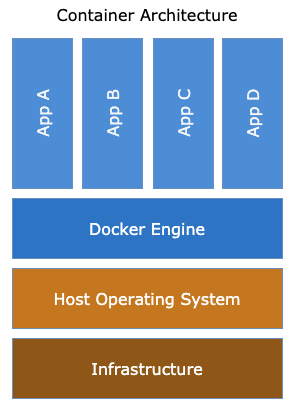 Container Architecture
App A
App B
App C
App D
Docker Engine
Host Operating System
Infrastructure